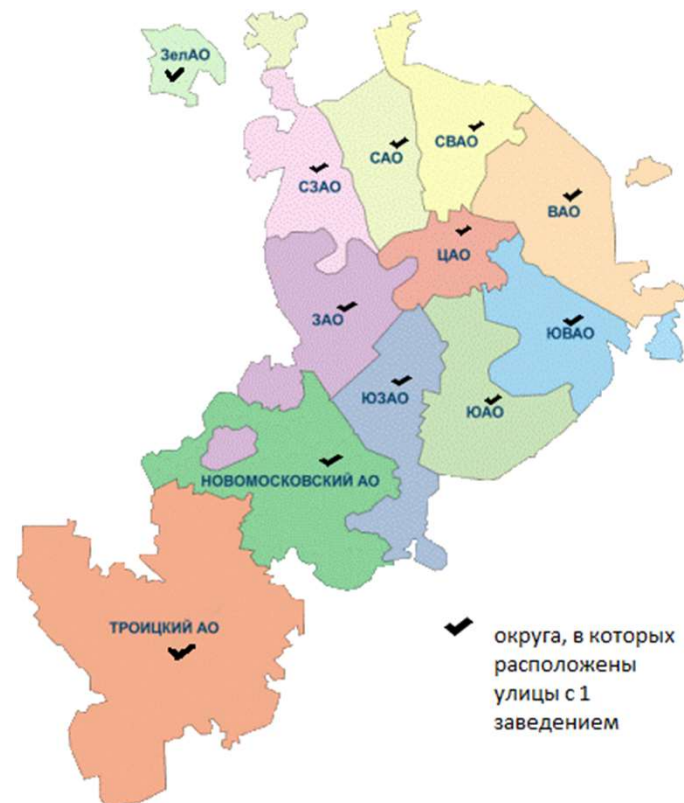 ЗелАО
СЗАО
САО
СВАО
ВАО
ЦАО
ЗАО
ЮВАО
ЮЗАО
ЮАО
НОВОМОСКОВСКИЙ АО
ТРОИЦКИЙ АО
округа, в которых
расположены
улицы с 1
заведением